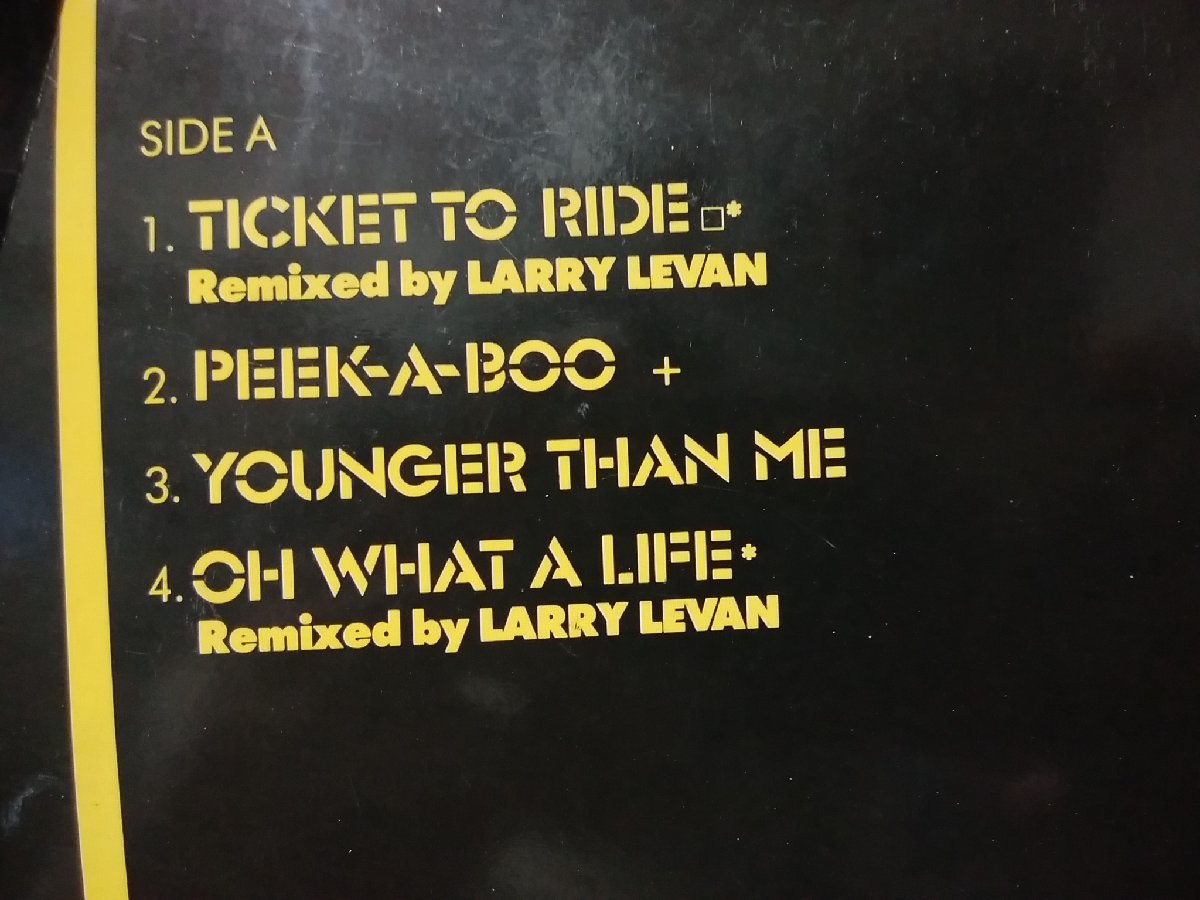 SIDE A
1. TICKET TO RIDE □*
Remixed by LARRY LEVAN
2. PEEK-A-BOO +
3. YOUNGER THAN ME
4. OH WHAT A LIFE*
Remixed by LARRY LEVAN